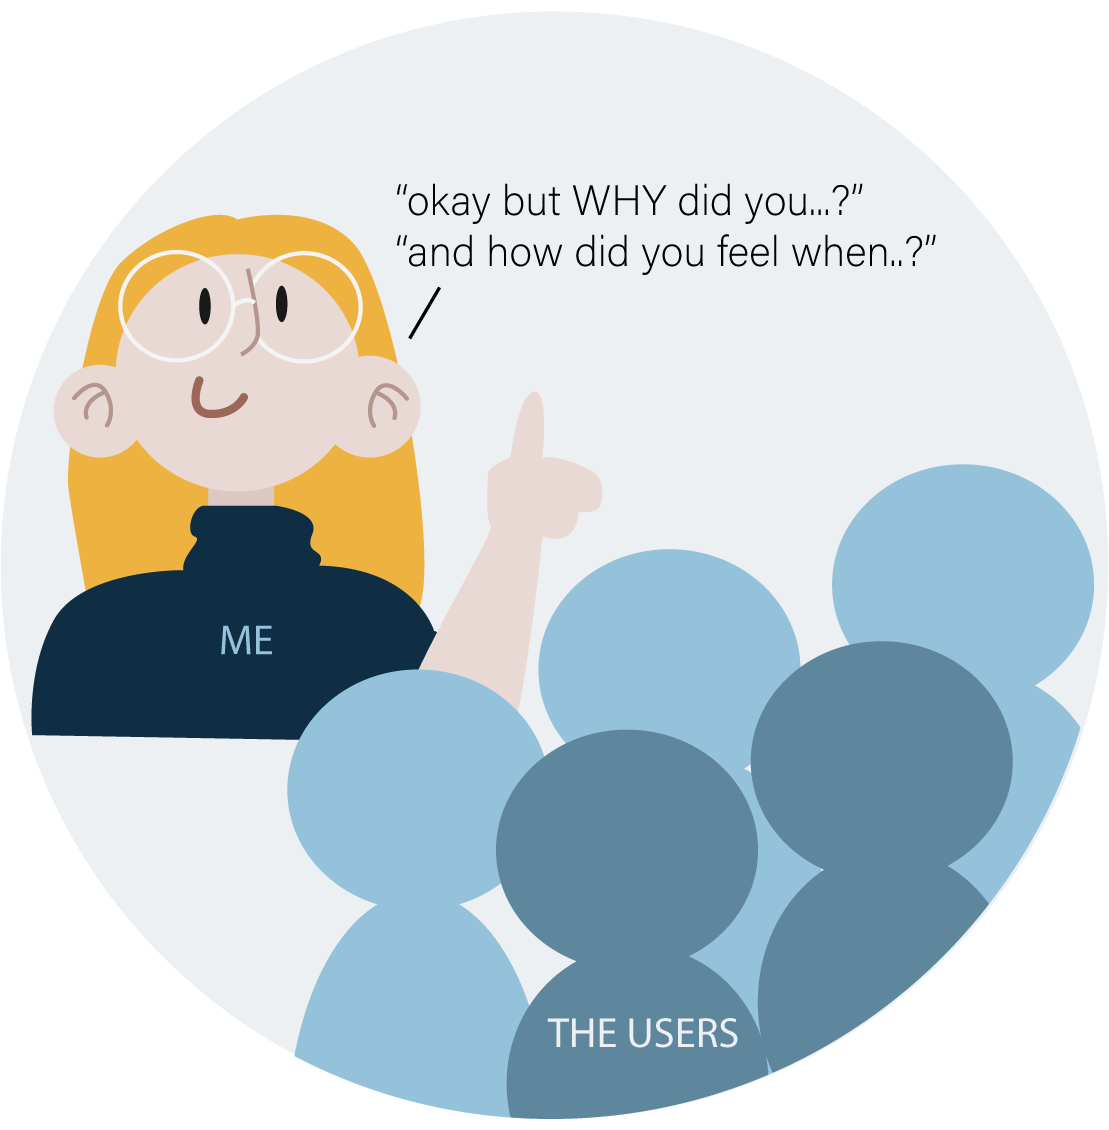 “okay but WHY did you...?”
“and how did you feel when..?”
ME
THE USERS